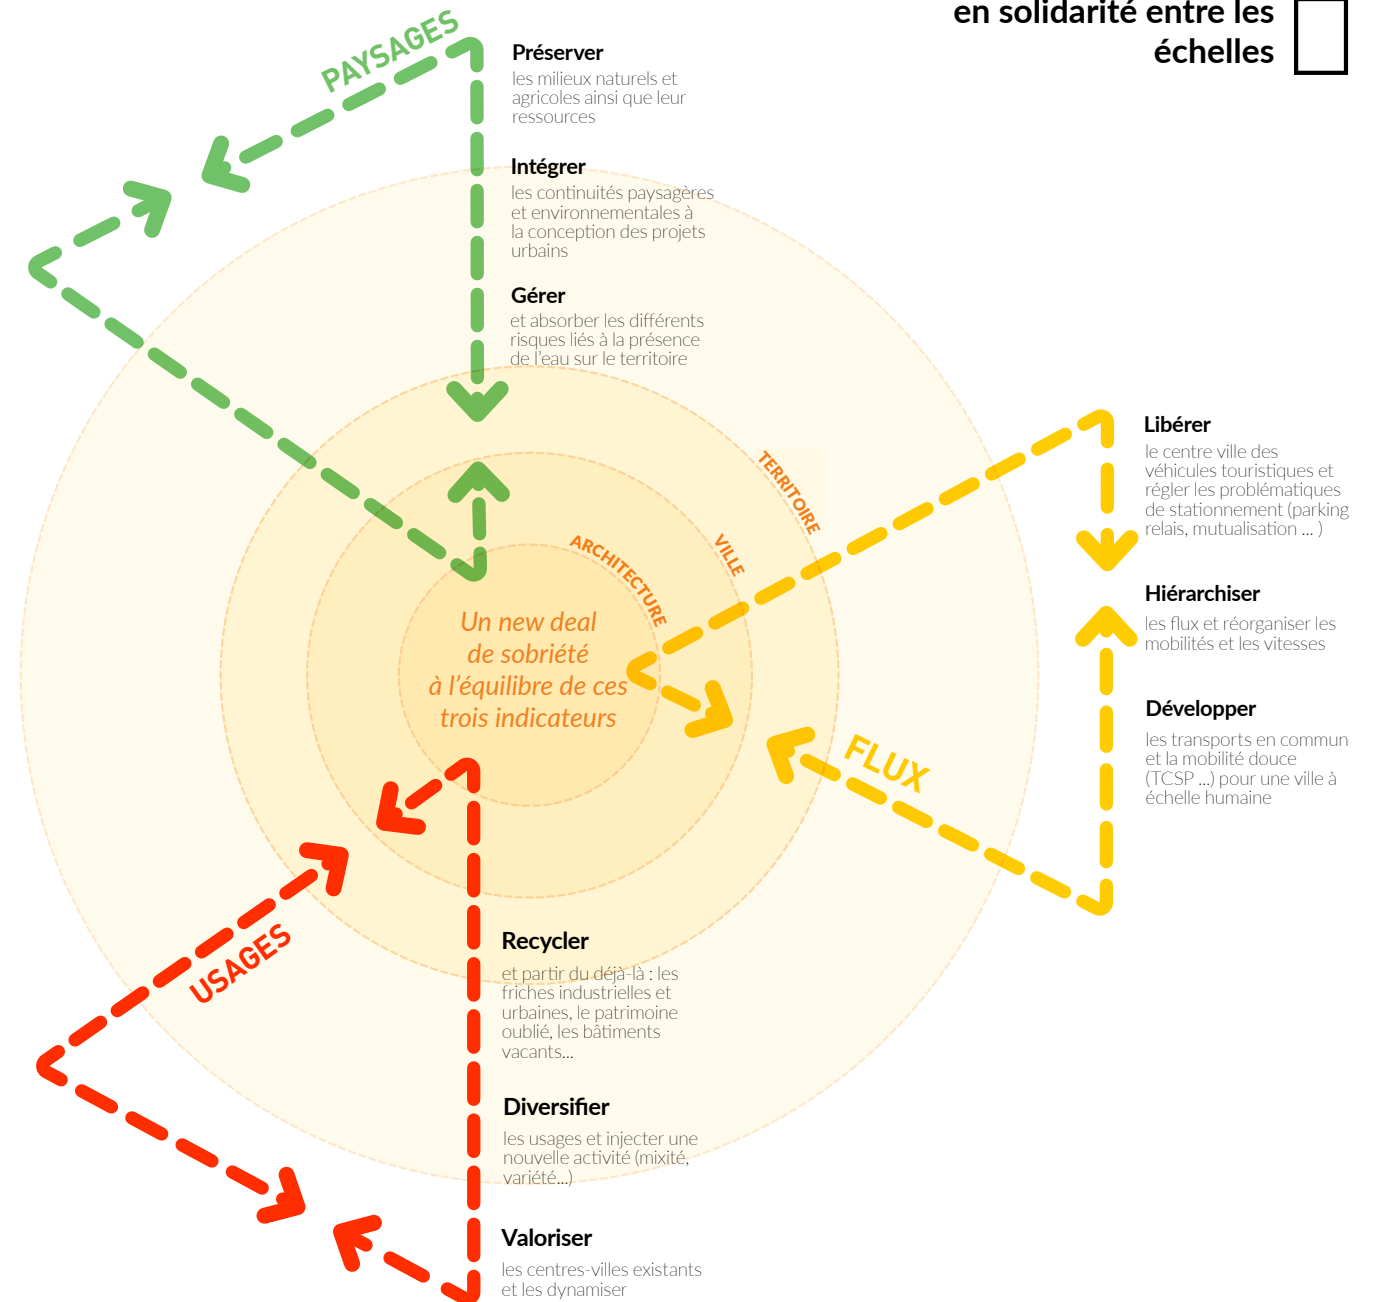 en solidarité entre les
échelles
PAYSAGES
Préserver
les milieux naturels et
agricoles ainsi que leur
ressources
Intégrer
les continuités paysagères
et environnementales à
la conception des projets
urbains
Gérer
et absorber les différents
risques liés à la présence
de l'eau sur le territoire
TERRITOIRE
VILLE
ARCHITECTURE
Un new deal
de sobriété
à l'équilibre de ces
trois indicateurs
Libérer
le centre ville des
véhicules touristiques et
régler les problématiques
de stationnement (parking
relais, mutualisation ... )
Hiérarchiser
les flux et réorganiser les
mobilités et les vitesses
Développer
les transports en commun
et la mobilité douce
(TCSP ...) pour une ville à
échelle humaine
FLUX
USAGES
Recycler
et partir du déjà-là : les
friches industrielles et
urbaines, le patrimoine
oublié, les bâtiments
vacants...
Diversifier
les usages et injecter une
nouvelle activité (mixité,
variété...)
Valoriser
les centres-villes existants
et les dynamiser